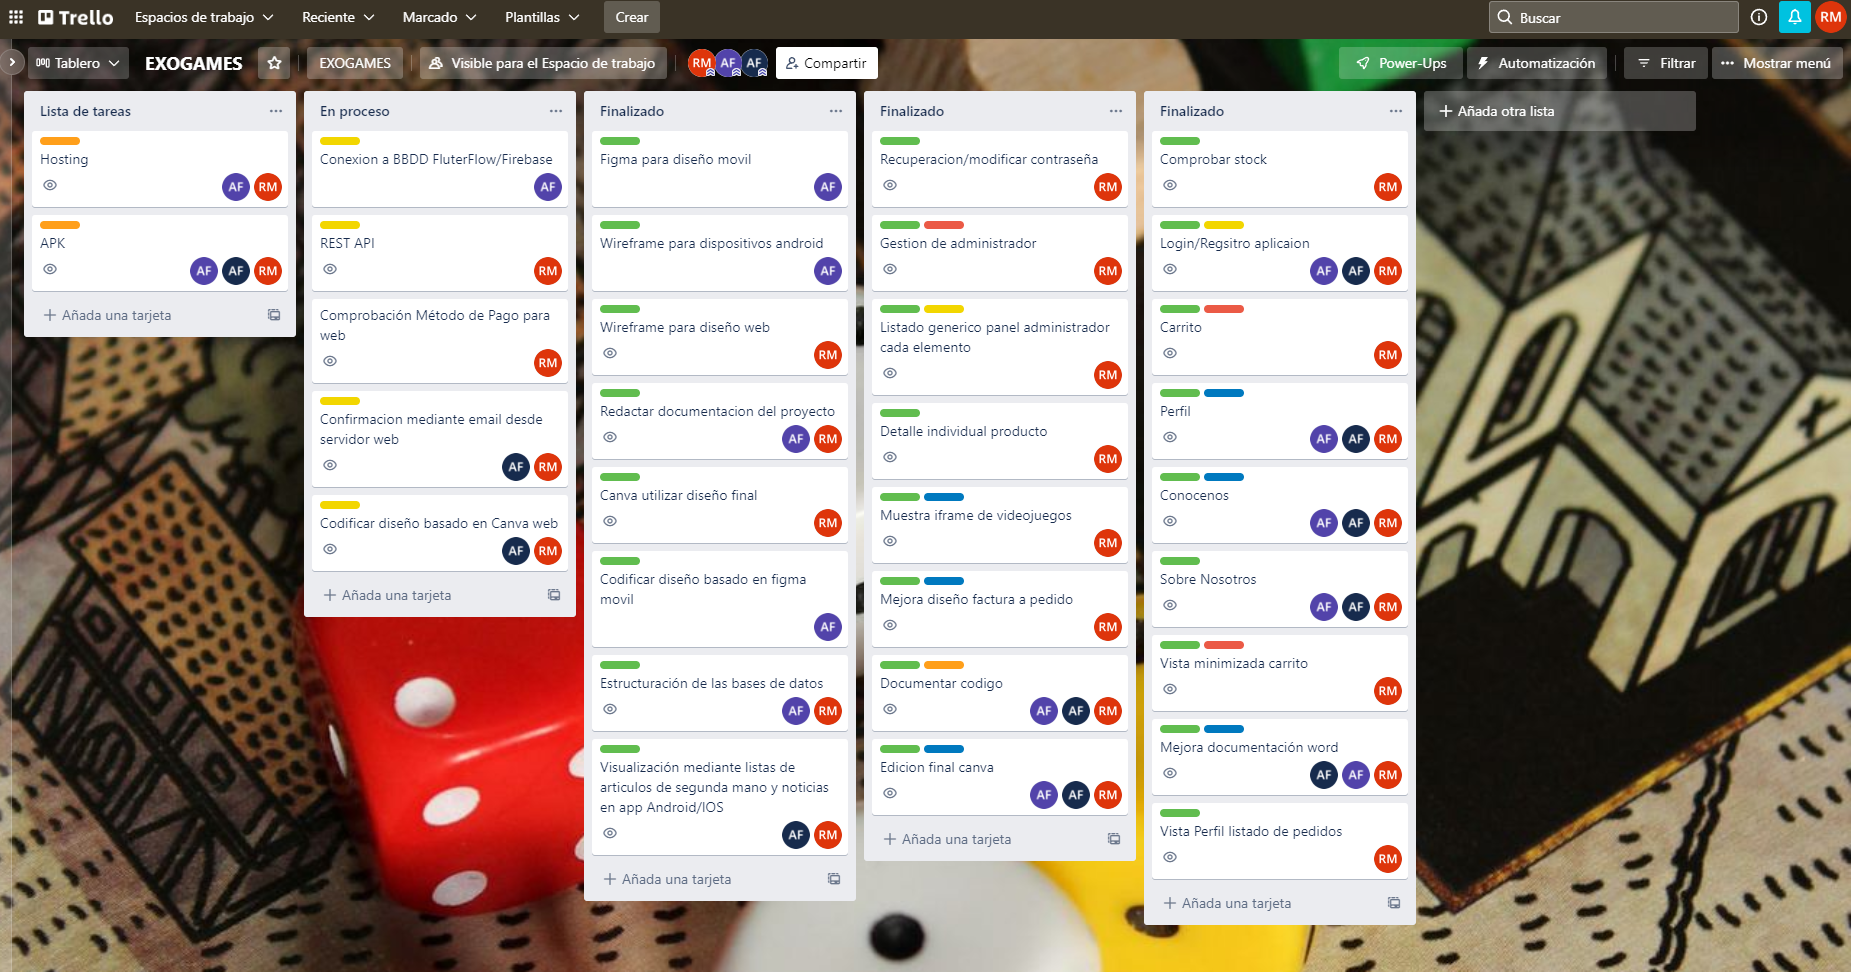 Trello
Espacios de trabajo
Reciente
Marcado
Plantillas
Crear
Buscar
RM
Tablero
EXOGAMES
EXOGAMES
Visible para el Espacio de trabajo
RM
AF
AF
Compartir
Power-Ups
Automatización
Filtrar
Mostrar menú
Lista de tareas
Hosting
AF RM
APK
AF AF RM
Añada una tarjeta
En proceso
Conexion a BBDD FluterFlow/Firebase
AF
REST API
RM
Comprobación Método de Pago para
web
RM
Confirmacion mediante email desde
servidor web
AF RM
Codificar diseño basado en Canva web
AF RM
Añada una tarjeta
Finalizado
Figma para diseño movil
AF
Wireframe para dispositivos android
AF
Wireframe para diseño web
RM
Redactar documentacion del proyecto
AF RM
Canva utilizar diseño final
RM
Codificar diseño basado en figma
movil
AF
Estructuración de las bases de datos
AF RM
Visualización mediante listas de
articulos de segunda mano y noticias
en app Android/IOS
AF RM
Añada una tarjeta
Finalizado
Recuperacion/modificar contraseña
RM
Gestion de administrador
RM
Listado generico panel administrador
cada elemento
RM
Detalle individual producto
RM
Muestra iframe de videojuegos
RM
Mejora diseño factura a pedido
RM
Documentar codigo
AF AF RM
Edicion final canva
AF AF RM
Añada una tarjeta
Finalizado
Comprobar stock
RM
Login/Regsitro aplicaion
AF AF RM
Carrito
RM
Perfil
AF AF RM
Conocenos
AF AF RM
Sobre Nosotros
AF AF RM
Vista minimizada carrito
RM
Mejora documentación word
AF AF RM
Vista Perfil listado de pedidos
RM
Añada una tarjeta
Añada otra lista